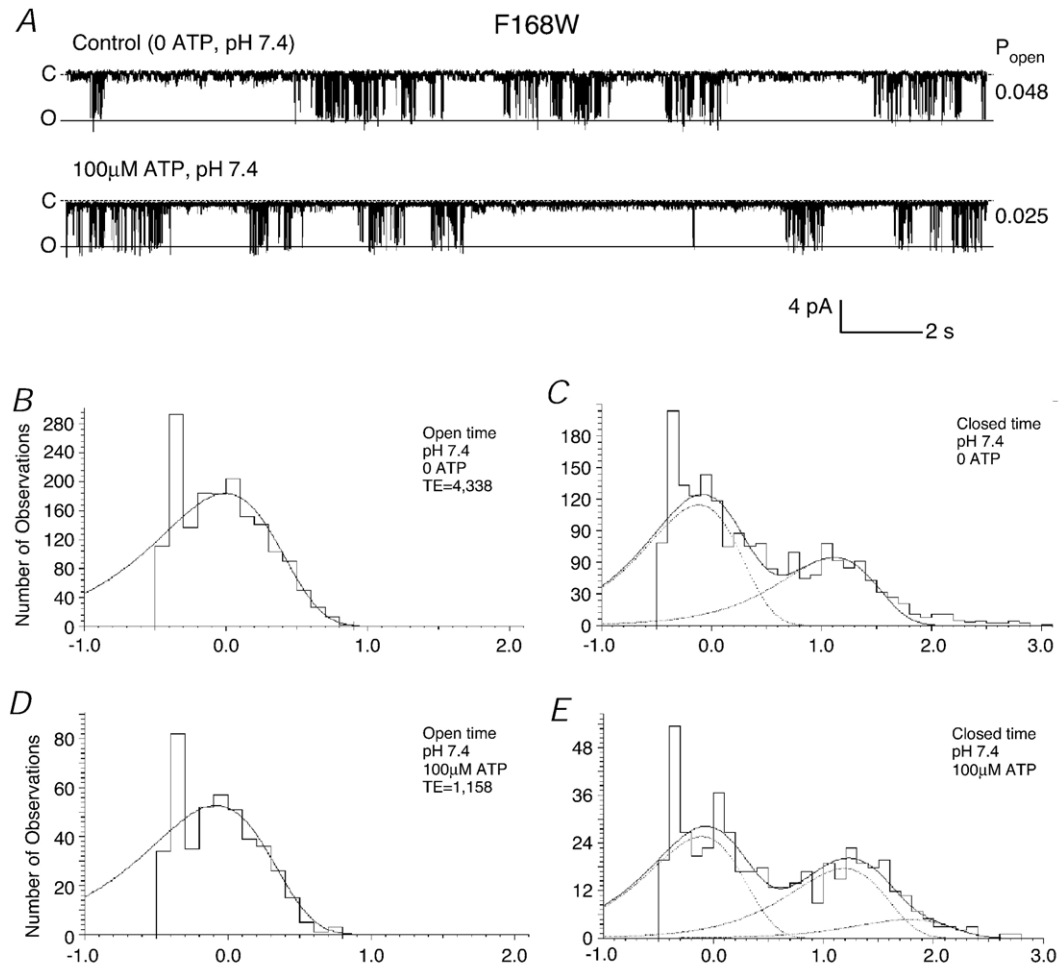 A
F168W
Control (0 ATP, pH 7.4)
Popen
C
0.048
O
100μM ATP, pH 7.4
C
0.025
O
4 pA
2 s
B
Number of Observations
280
240
200
160
120
80
40
0
-1.0
0.0
1.0
2.0
Open time
pH 7.4
0 ATP
TE=4,338
C
180
150
120
90
90
30
0
-1.0
0.0
1.0
2.0
3.0
Closed time
pH 7.4
0 ATP
D
Number of Observations
80
60
40
20
0
-1.0
0.0
1.0
2.0
Open time
pH 7.4
100μM ATP
TE=1,158
E
48
36
24
12
0
-1.0
0.0
1.0
2.0
3.0
Closed time
pH 7.4
100μM ATP